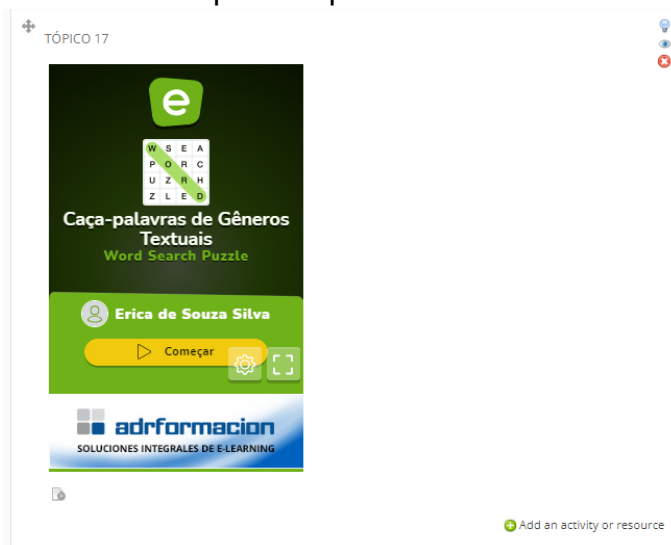 TÓPICO 17
e
W S E A
P O R C
U Z R H
Z L E D
Caça-palavras de Gêneros
Textuais
Word Search Puzzle
Erica de Souza Silva
Começar
adrformacion
SOLUCIONES INTEGRALES DE E-LEARNING
Add an activity or resource